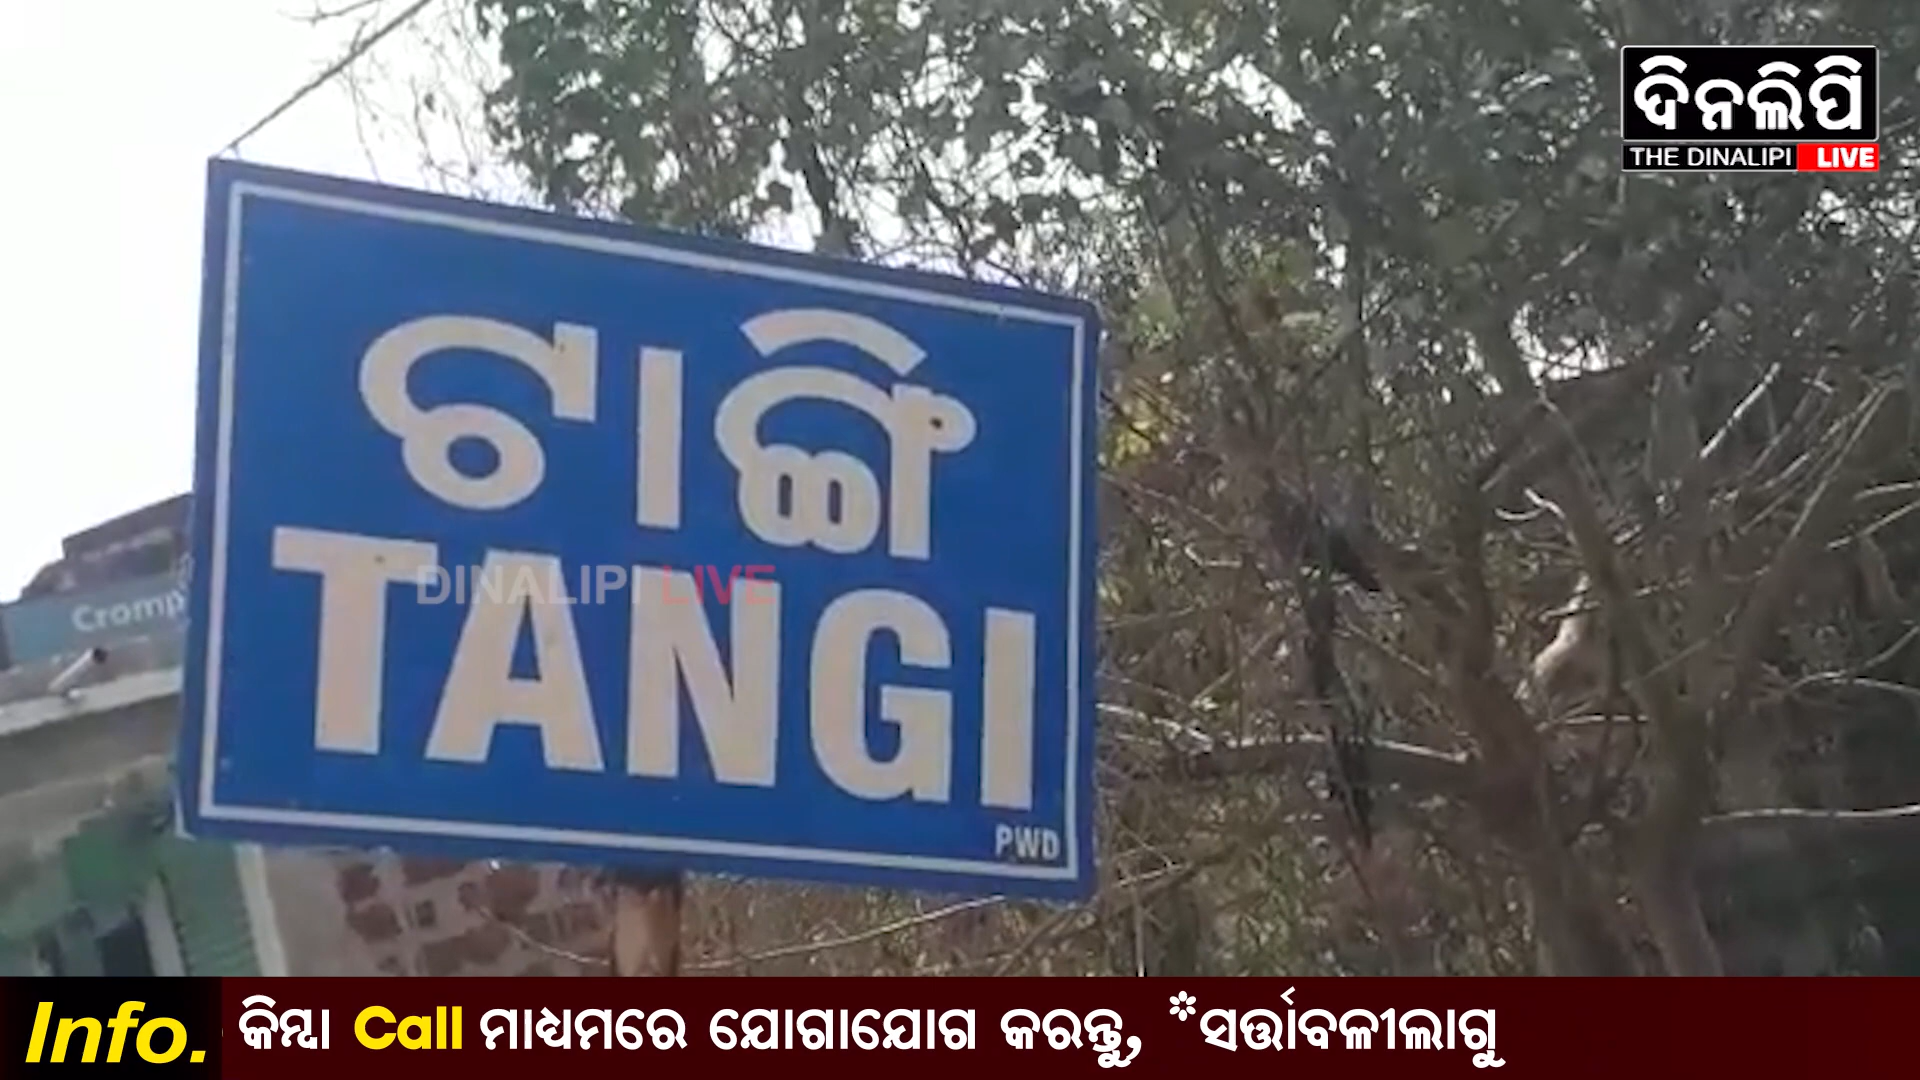 ଦିନଲିପି
THE DINALIPI LIVE
ଟାଙ୍ଗି
TANGI
DINALIPI LIVE
Cromp
PWD
Info. କିମ୍ବା Call ମାଧ୍ୟମରେ ଯୋଗାଯୋଗ କରନ୍ତୁ, *ସର୍ତ୍ତାବଳୀଲାଗୁ